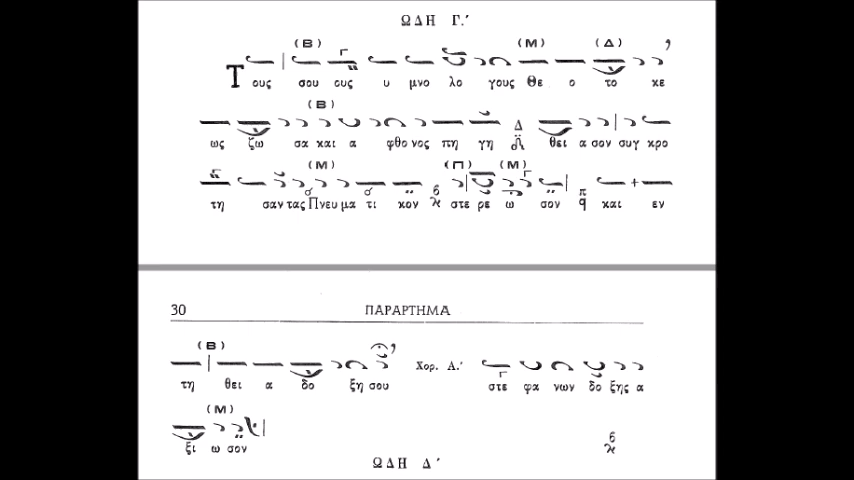 ΩΔΗ Γ.′
(Β) (Μ) (Δ)
Τους σου ους υ μνο λο γους Θε ο το κε
(Β)
ως ζω σα και α φθο νος πη γη Δ θει α σον συγ κρο
(Μ) (Π) (Μ)
τη σαν τας Πνευ μα τι κον στε ρε ω σον π q και εν
30 ΠΑΡΑΡΤΗΜΑ
(Β)
τη θει α δο ξη σου Χορ. Α.′ στε φα νων δο ξης α
(Μ)
ξι ω σον
ΩΔΗ Δ′